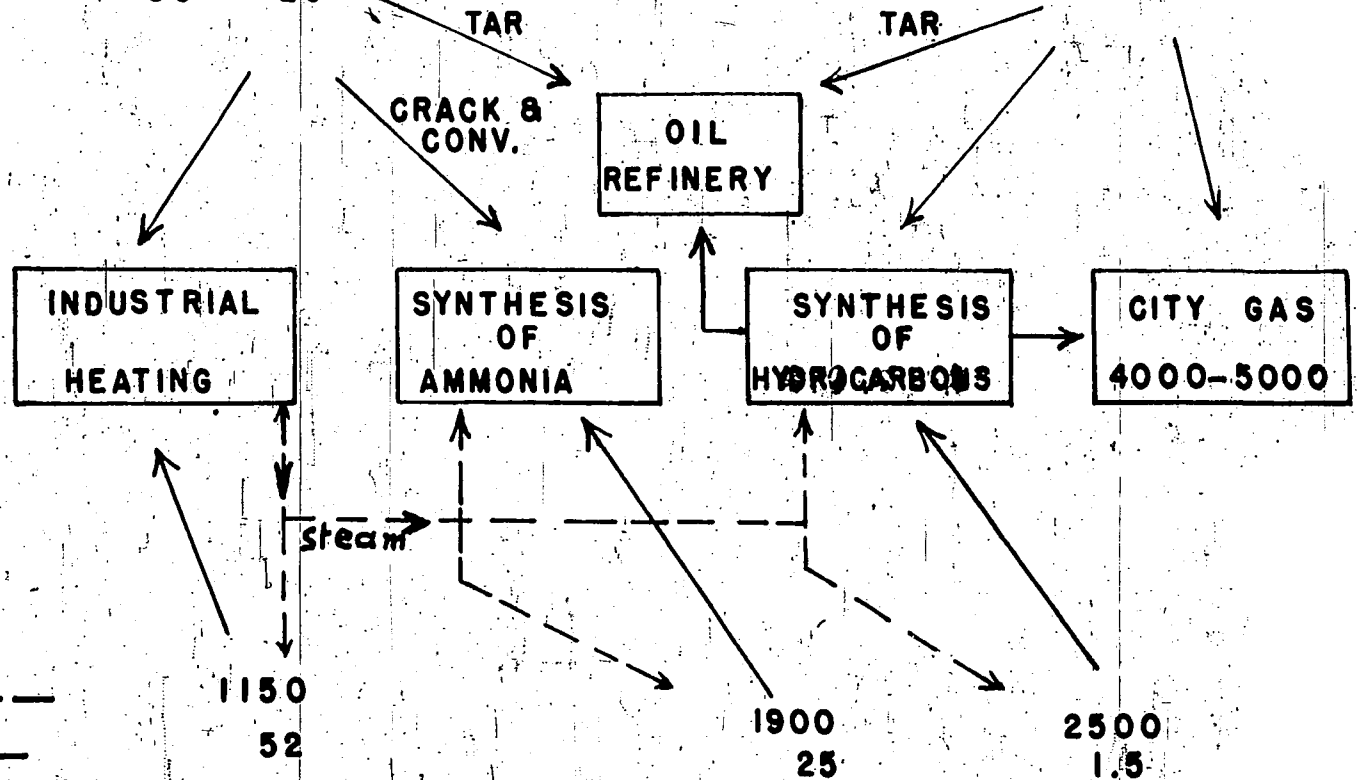 TAR
TAR
CRACK &
CONV.
OIL
REFINERY
INDUSTRIAL
HEATING
SYNTHESIS
OF
AMMONIA
SYNTHESIS
OF
HYDROCARBONS
CITY GAS
4000-5000
steam
1150
52
1900
25
2500
1.5